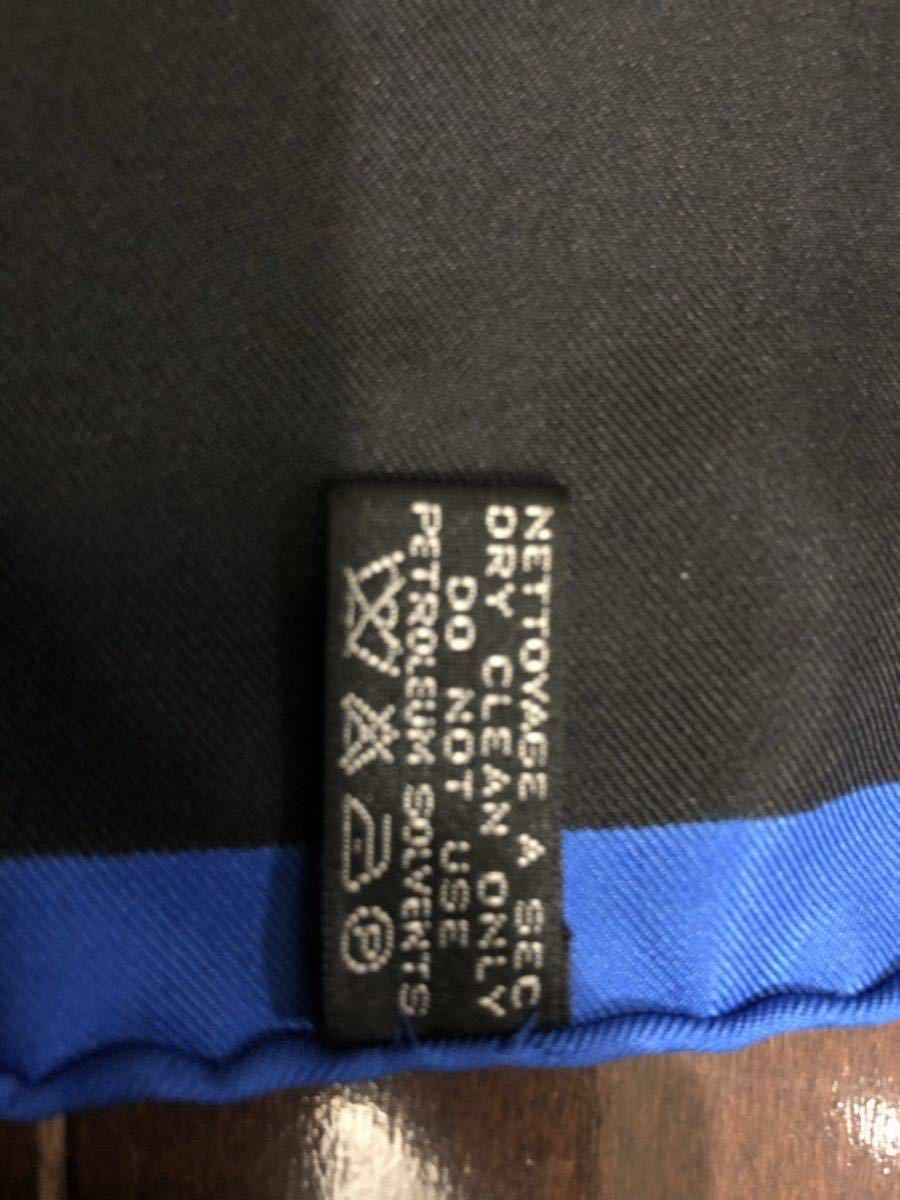 NETTOYAGE A SEC
DRY CLEAN ONLY
DO NOT USE
PETROLEUM SOLVENTS
P